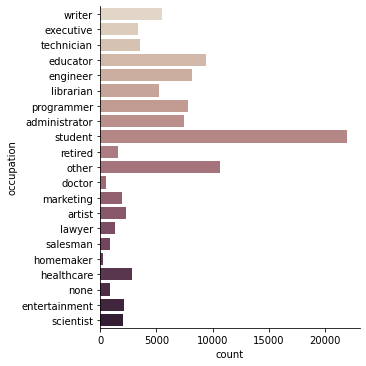 writer
executive
technician
educator
engineer
librarian
programmer
administrator
student
retired
other
doctor
marketing
artist
lawyer
salesman
homemaker
healthcare
none
entertainment
scientist
occupation
0 5000 10000 15000 20000
count